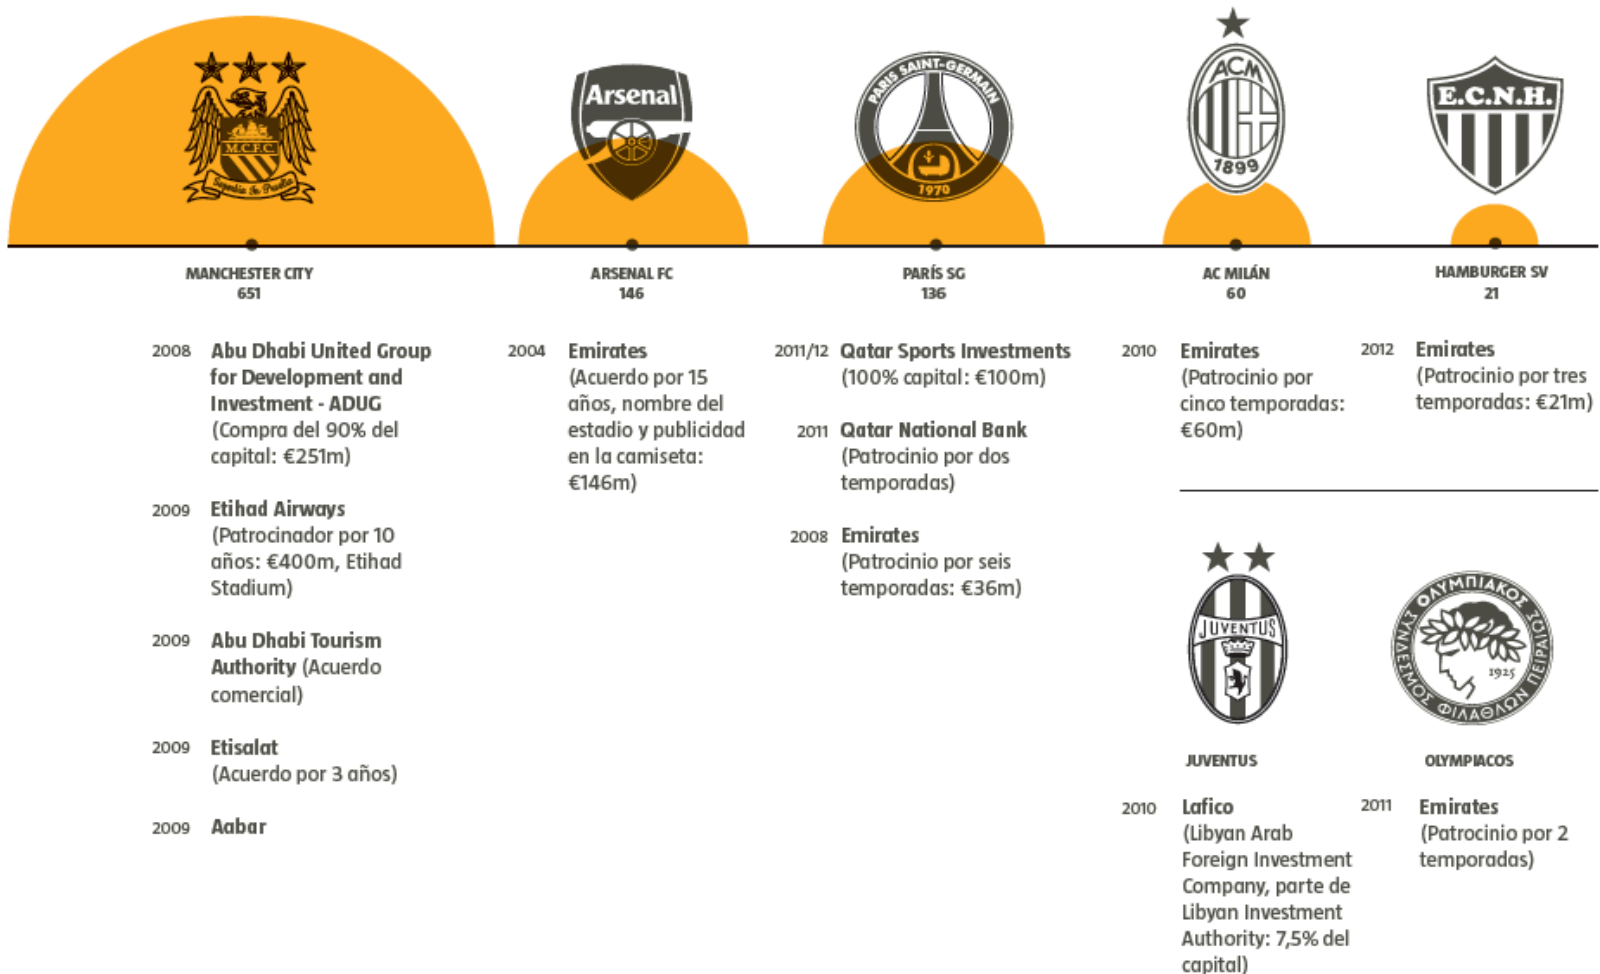 M.C.F.C.
Superbia In Proelia
Arsenal
PARIS SAINT-GERMAIN
1970
ACM
1899
E.C.N.H.
MANCHESTER CITY
651
ARSENAL FC
146
PARÍS SG
136
AC MILÁN
60
HAMBURGER SV
21
2008 Abu Dhabi United Group
for Development and
Investment - ADUG
(Compra del 90% del
capital: €251m)
2009 Etihad Airways
(Patrocinador por 10
años: €400m, Etihad
Stadium)
2009 Abu Dhabi Tourism
Authority (Acuerdo
comercial)
2009 Etisalat
(Acuerdo por 3 años)
2009 Aabar
2004 Emirates
(Acuerdo por 15
años, nombre del
estadio y publicidad
en la camiseta:
€146m)
2011/12 Qatar Sports Investments
(100% capital: €100m)
2011 Qatar National Bank
(Patrocinio por dos
temporadas)
2008 Emirates
(Patrocinio por seis
temporadas: €36m)
2010 Emirates
(Patrocinio por
cinco temporadas:
€60m)
2012 Emirates
(Patrocinio por tres
temporadas: €21m)
JUVENTUS
ΣΥΝΔΕΣΜΟΣ ΦΙΛΑΘΛΩΝ ΠΕΙΡΑΙΩΣ
ΟΛΥΜΠΙΑΚΟΣ
1925
JUVENTUS
OLYMPIACOS
2010 Lafico
(Libyan Arab
Foreign Investment
Company, parte de
Libyan Investment
Authority: 7,5% del
capital)
2011 Emirates
(Patrocinio por 2
temporadas)